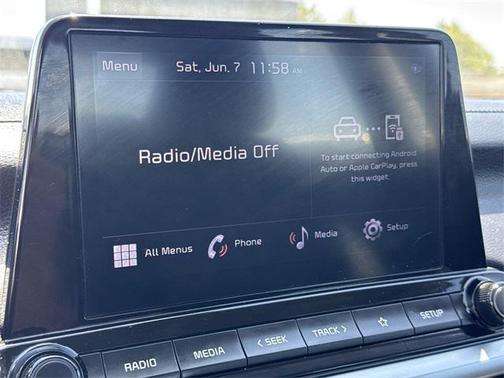 Menu Sat, Jun. 7 11:58 AM
Radio/Media Off
To start connecting Android
Auto or Apple CarPlay, press
this widget.
All Menus Phone Media Setup
RADIO MEDIA < SEEK TRACK > SETUP